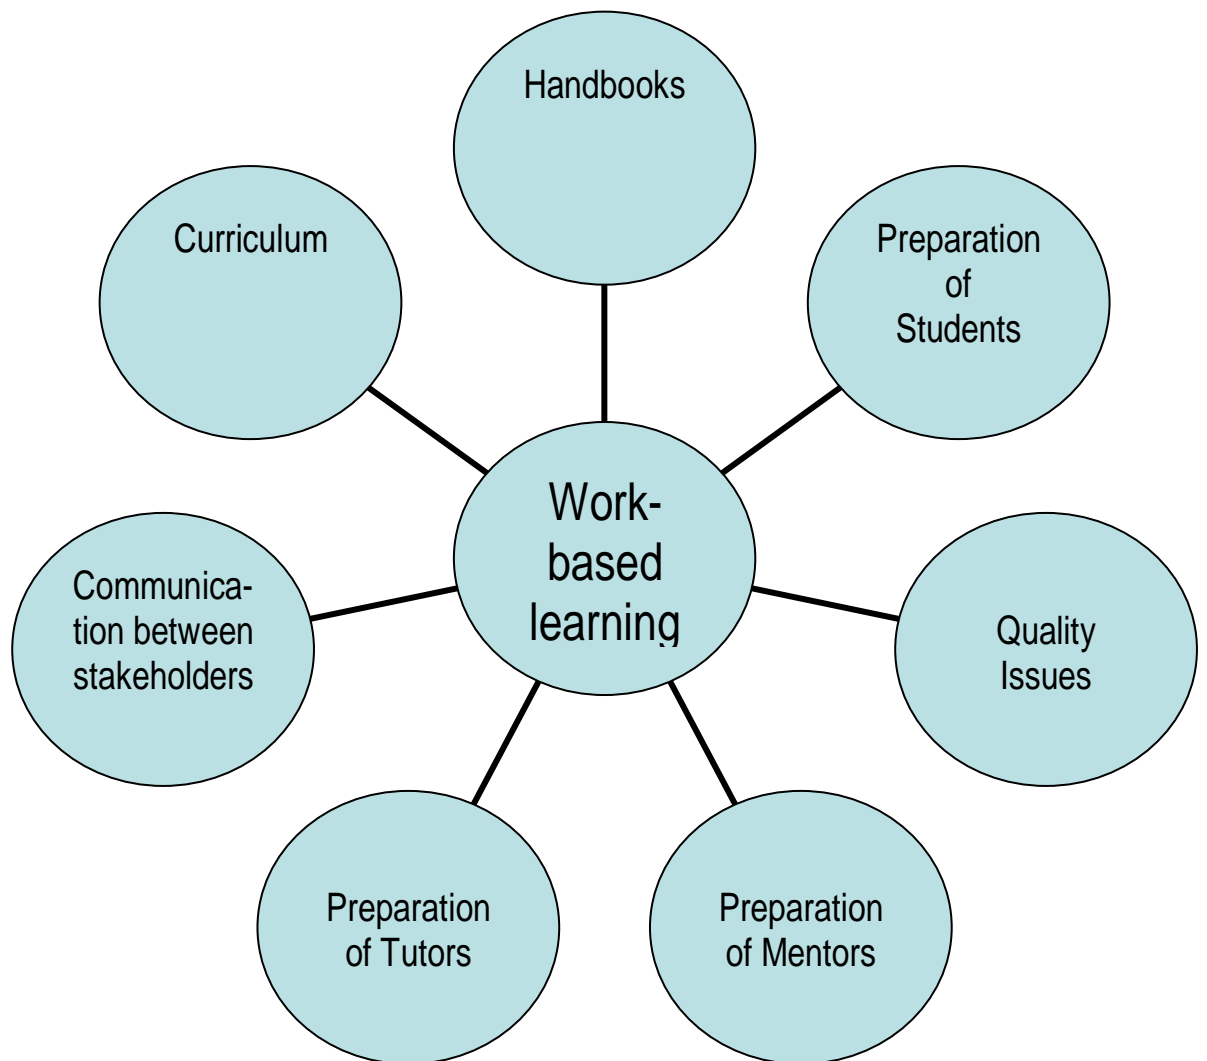 Handbooks
Curriculum
Preparation
of
Students
Work-
based
learning
Communica-
tion between
stakeholders
Quality
Issues
Preparation
of Tutors
Preparation
of Mentors